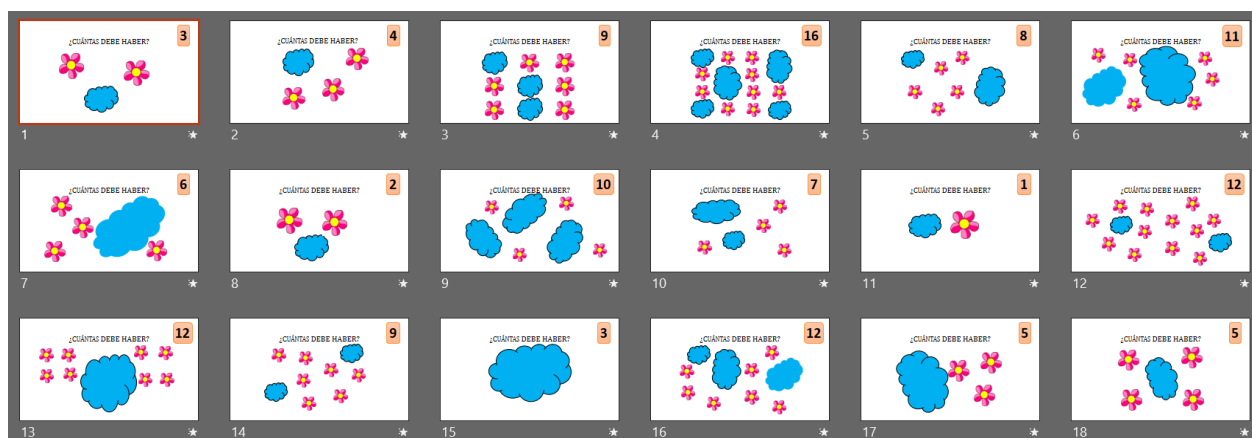 ¿CUÁNTAS DEBE HABER? 3
1
¿CUÁNTAS DEBE HABER? 4
2
¿CUÁNTAS DEBE HABER? 9
3
¿CUÁNTAS DEBE HABER? 16
4
¿CUÁNTAS DEBE HABER? 8
5
¿CUÁNTAS DEBE HABER? 11
6
¿CUÁNTAS DEBE HABER? 6
7
¿CUÁNTAS DEBE HABER? 2
8
¿CUÁNTAS DEBE HABER? 10
9
¿CUÁNTAS DEBE HABER? 7
10
¿CUÁNTAS DEBE HABER? 1
11
¿CUÁNTAS DEBE HABER? 12
12
¿CUÁNTAS DEBE HABER? 12
13
¿CUÁNTAS DEBE HABER? 9
14
¿CUÁNTAS DEBE HABER? 3
15
¿CUÁNTAS DEBE HABER? 12
16
¿CUÁNTAS DEBE HABER? 5
17
¿CUÁNTAS DEBE HABER? 5
18